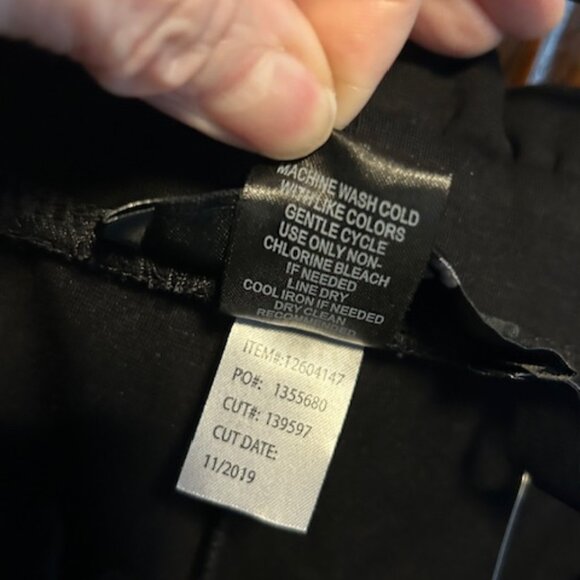 MACHINE WASH COLD
WITH LIKE COLORS
GENTLE CYCLE
USE ONLY NON-
CHLORINE BLEACH
IF NEEDED
LINE DRY
COOL IRON IF NEEDED
DRY CLEAN
RECOMMENDED
ITEM#:12604147
PO#: 1355680
CUT#: 139597
CUT DATE:
11/2019